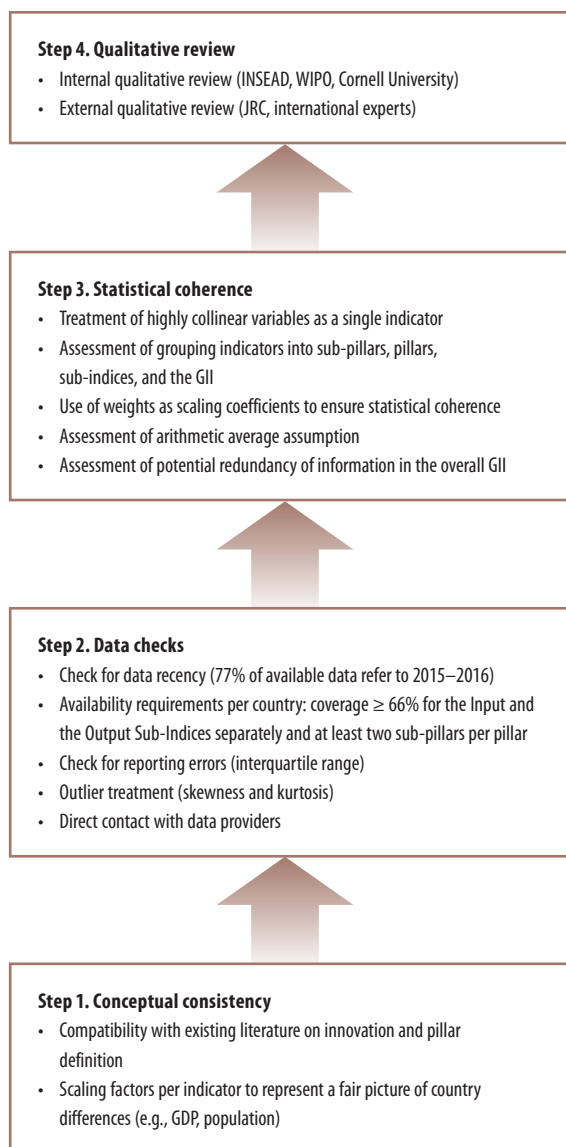 Step 4. Qualitative review
• Internal qualitative review (INSEAD, WIPO, Cornell University)
• External qualitative review (JRC, international experts)
Step 3. Statistical coherence
• Treatment of highly collinear variables as a single indicator
• Assessment of grouping indicators into sub-pillars, pillars,
sub-indices, and the GII
• Use of weights as scaling coefficients to ensure statistical coherence
• Assessment of arithmetic average assumption
• Assessment of potential redundancy of information in the overall GII
Step 2. Data checks
• Check for data recency (77% of available data refer to 2015–2016)
• Availability requirements per country: coverage ≥ 66% for the Input and
the Output Sub-Indices separately and at least two sub-pillars per pillar
• Check for reporting errors (interquartile range)
• Outlier treatment (skewness and kurtosis)
• Direct contact with data providers
Step 1. Conceptual consistency
• Compatibility with existing literature on innovation and pillar
definition
• Scaling factors per indicator to represent a fair picture of country
differences (e.g., GDP, population)